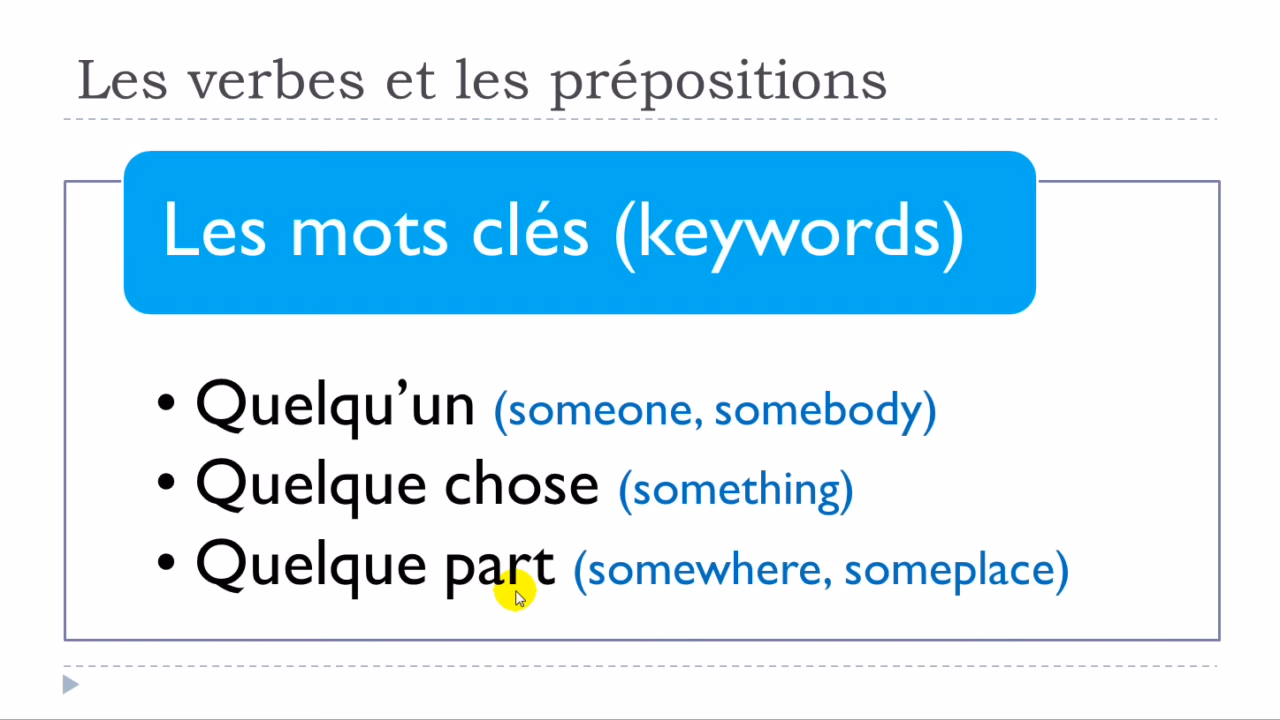 Les verbes et les prépositions
Les mots clés (keywords)
• Quelqu’un (someone, somebody)
• Quelque chose (something)
• Quelque part (somewhere, someplace)